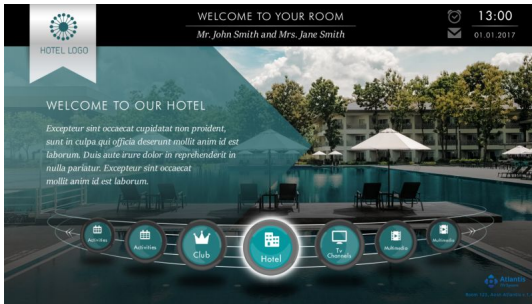 HOTEL LOGO
WELCOME TO YOUR ROOM
Mr. John Smith and Mrs. Jane Smith
13:00
01.01.2017
WELCOME TO OUR HOTEL
Excepteur sint occaecat cupidatat non proident,
sunt in culpa qui officia deserunt mollit anim id est
laborum. Duis aute irure dolor in reprehenderit in
nulla pariatur. Excepteur sint occaecat
mollit anim id est laborum.
Activities
Activities
Club
Hotel
Tv
Channels
Multimedia
Multimedia
Atlantis